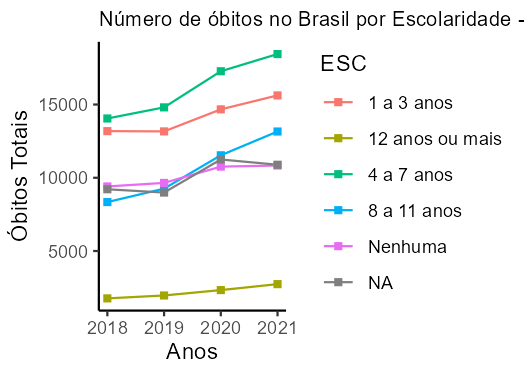 Número de óbitos no Brasil por Escolaridade -
ESC
1 a 3 anos
12 anos ou mais
4 a 7 anos
8 a 11 anos
Nenhuma
NA
Óbitos Totais
15000
10000
5000
2018 2019 2020 2021
Anos